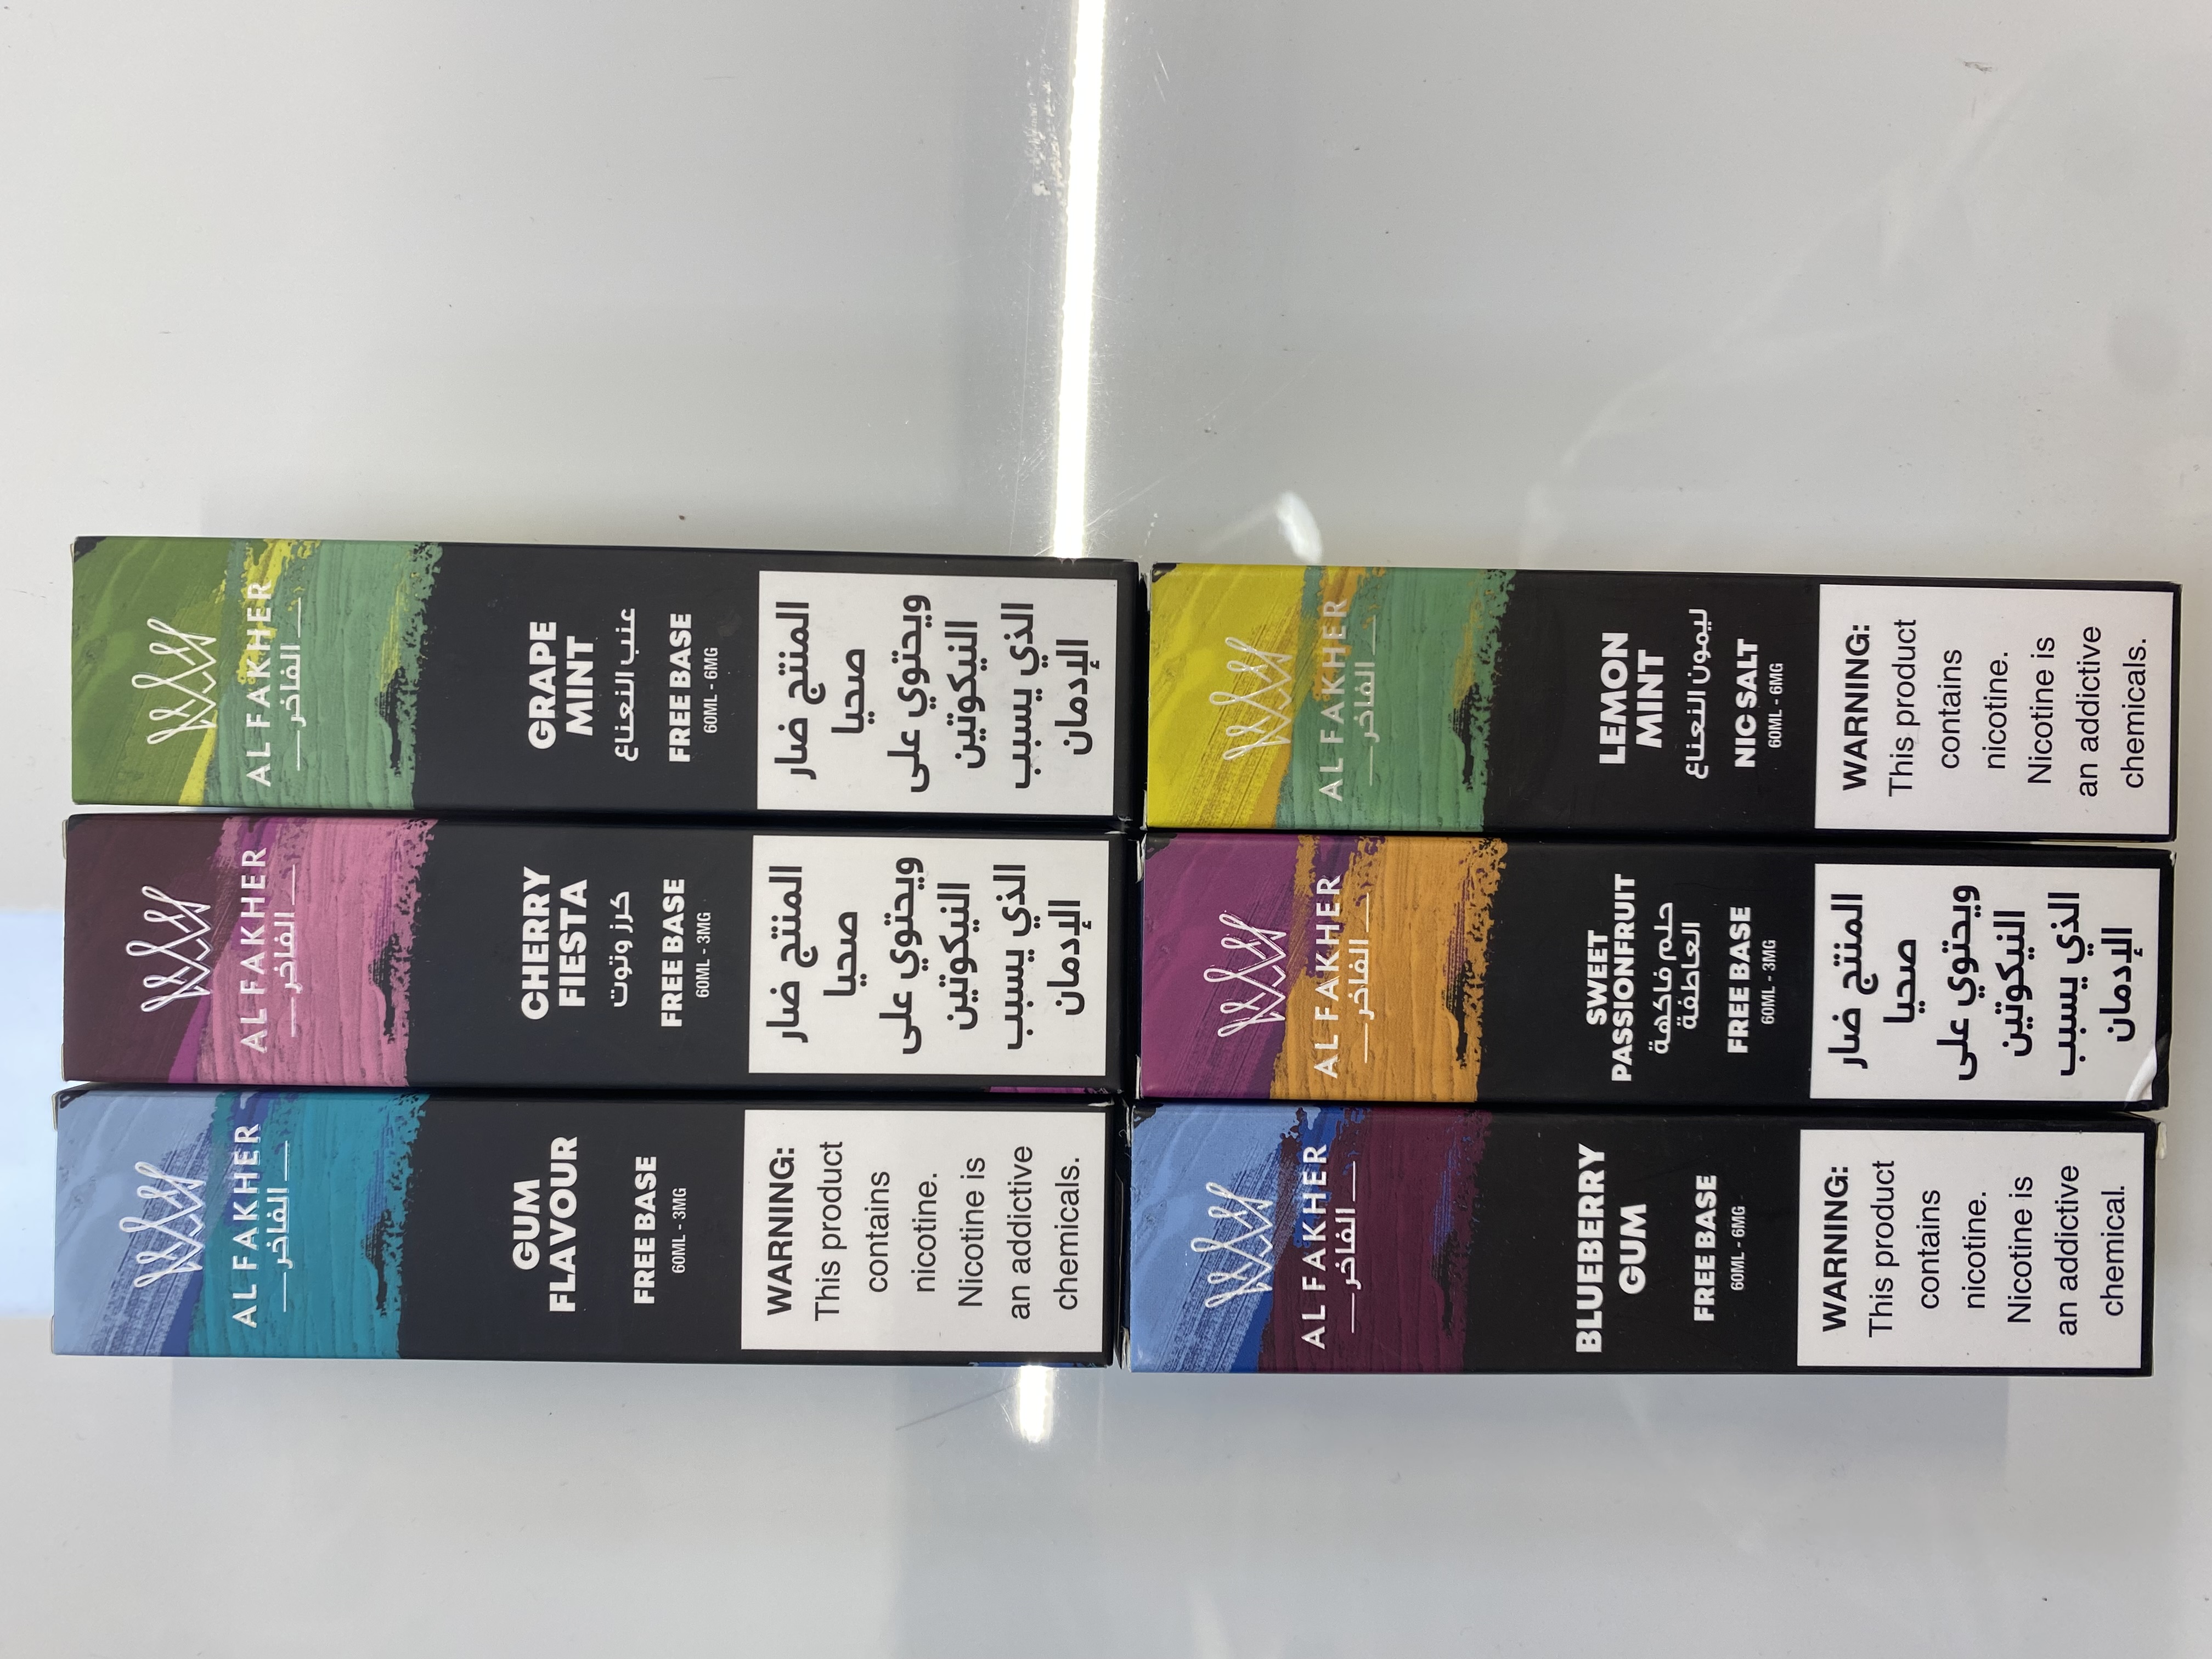 AL FAKHER
الفاخر
GUM
FLAVOUR
FREE BASE
60ML - 3MG
WARNING:
This product
contains
nicotine.
Nicotine is
an addictive
chemicals.
AL FAKHER
الفاخر
CHERRY
FIESTA
كرز وتوت
FREE BASE
60ML - 3MG
المنتج ضار
صحيا
ويحتوي على
النيكوتين
الذي يسبب
الإدمان
AL FAKHER
الفاخر
GRAPE
MINT
عنب النعناع
FREE BASE
60ML - 6MG
المنتج ضار
صحيا
ويحتوي على
النيكوتين
الذي يسبب
الإدمان
AL FAKHER
الفاخر
BLUEBERRY
GUM
FREE BASE
60ML - 6MG
WARNING:
This product
contains
nicotine.
Nicotine is
an addictive
chemical.
AL FAKHER
الفاخر
SWEET
PASSIONFRUIT
حلم فاكهة
العاطفة
FREE BASE
60ML - 3MG
المنتج ضار
صحيا
ويحتوي على
النيكوتين
الذي يسبب
الإدمان
AL FAKHER
الفاخر
LEMON
MINT
ليمون النعناع
NIC SALT
60ML - 6MG
WARNING:
This product
contains
nicotine.
Nicotine is
an addictive
chemicals.